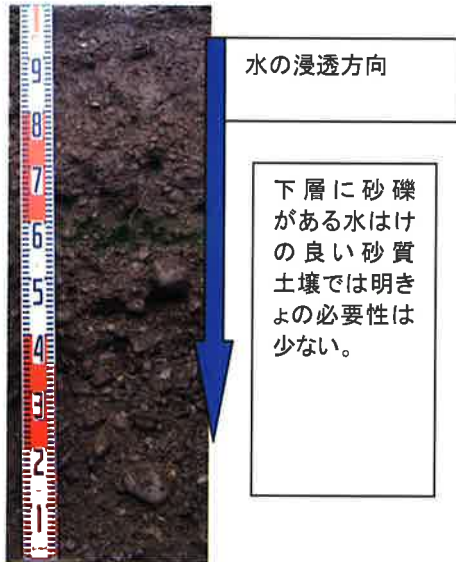 9
8
7
6
5
4
3
2
1
水の浸透方向
下層に砂礫
がある水はけ
の良い砂質
土壌では明き
ょの必要性は
少ない。